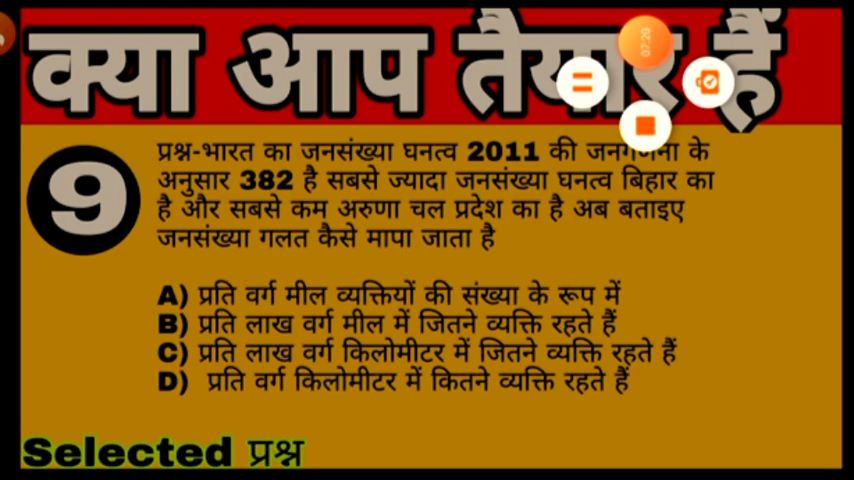 क्या आप तैयार हैं
07:20
9
प्रश्न-भारत का जनसंख्या घनत्व 2011 की जनगणना के
अनुसार 382 है सबसे ज्यादा जनसंख्या घनत्व बिहार का
है और सबसे कम अरुणा चल प्रदेश का है अब बताइए
जनसंख्या गलत कैसे मापा जाता है
A) प्रति वर्ग मील व्यक्तियों की संख्या के रूप में
B) प्रति लाख वर्ग मील में जितने व्यक्ति रहते हैं
C) प्रति लाख वर्ग किलोमीटर में जितने व्यक्ति रहते हैं
D) प्रति वर्ग किलोमीटर में कितने व्यक्ति रहते हैं
Selected प्रश्न